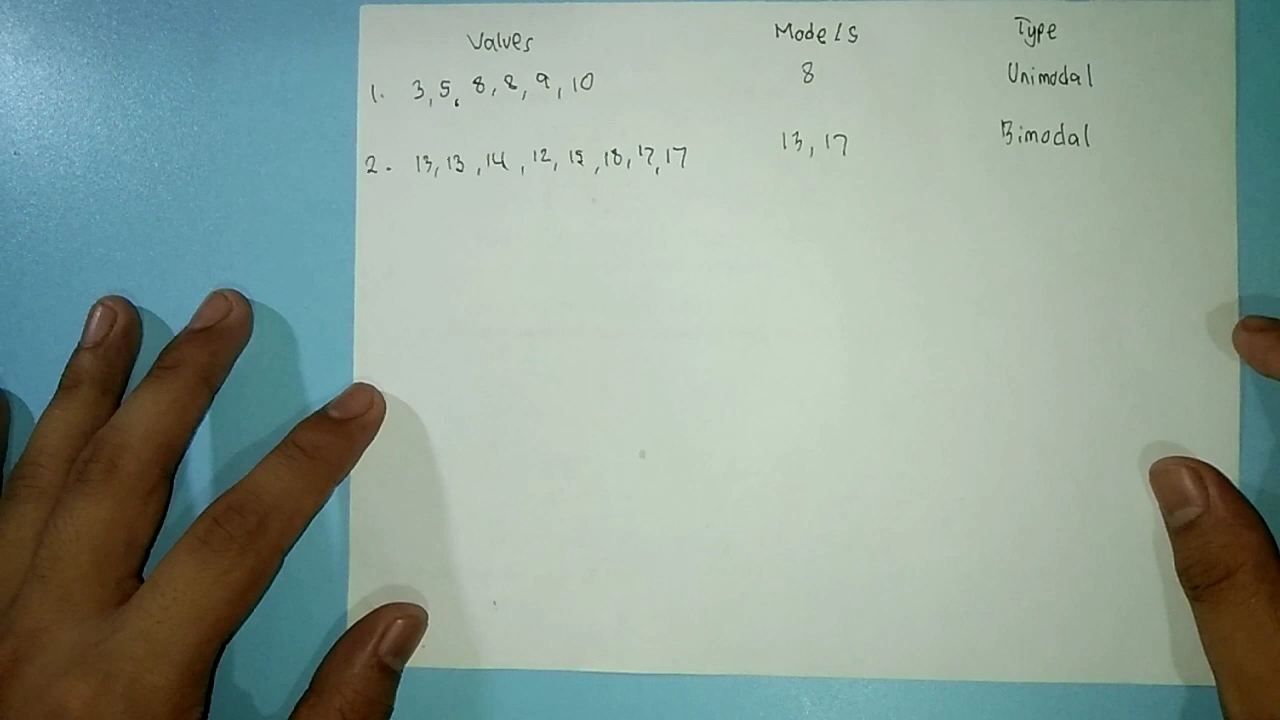 Values Mode/s Type
1. 3, 5, 8, 8, 9, 10 8 Unimodal
2. 13, 13, 14, 12, 15, 18, 17, 17 13, 17 Bimodal